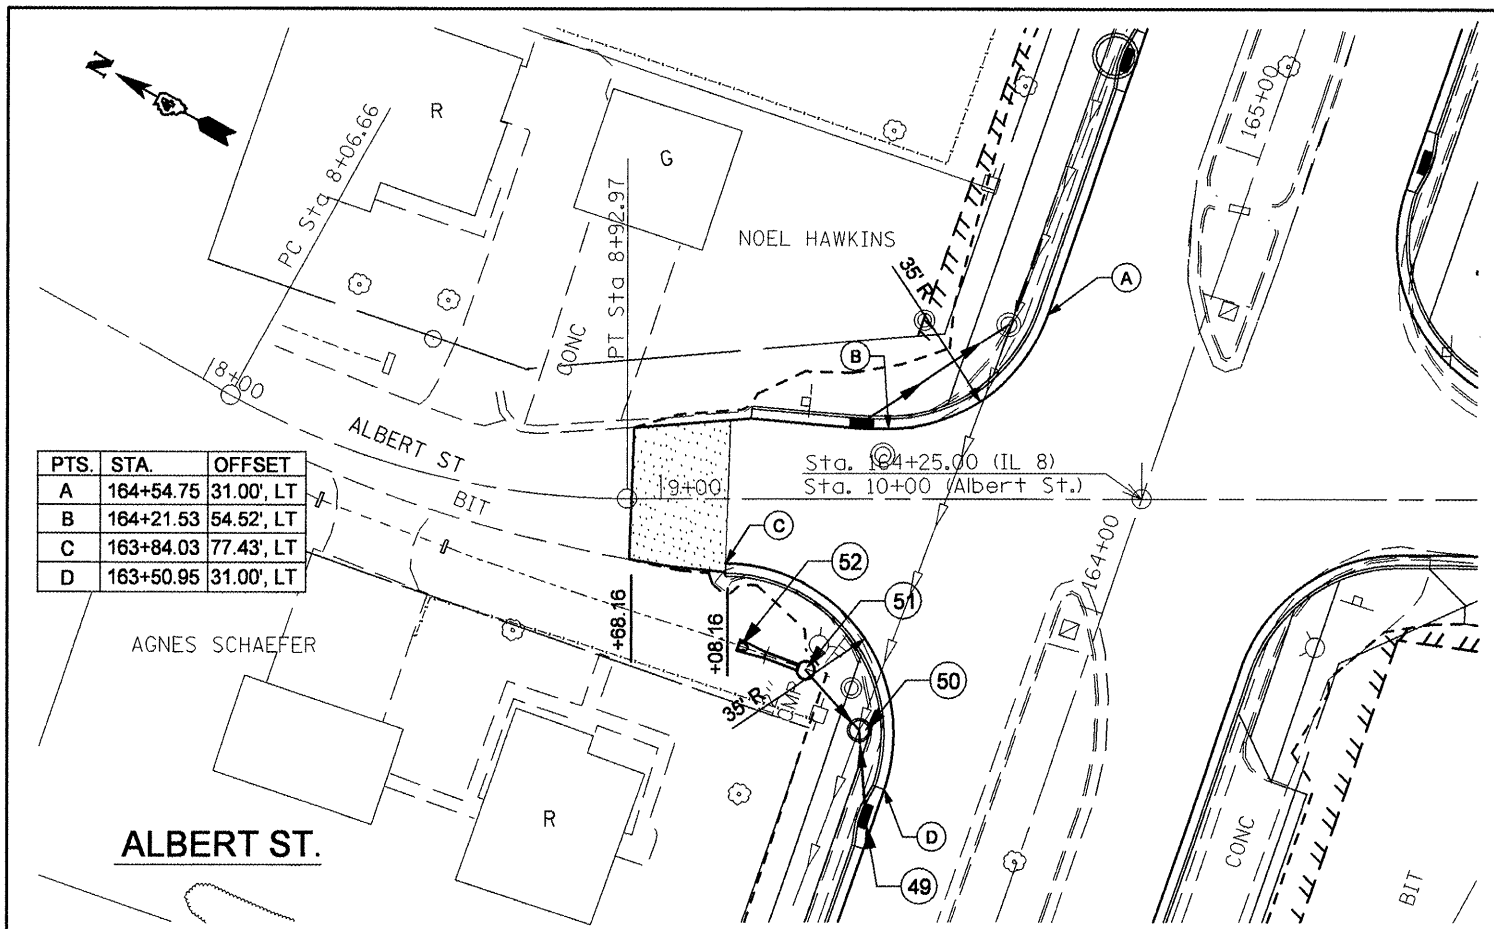 N
R
G
PC Sta 8+06.66
PT Sta 8+92.97
NOEL HAWKINS
35' R
165+00
A
B
CONC
8+00
ALBERT ST
BIT
9+00
Sta. 164+25.00 (IL 8)
Sta. 10+00 (Albert St.)
PTS. STA. OFFSET
A 164+54.75 31.00', LT
B 164+21.53 54.52', LT
C 163+84.03 77.43', LT
D 163+50.95 31.00', LT
C
52
51
164+00
+68.16
+08.16
AGNES SCHAEFER
35' R
CMP
50
R
D
49
CONC
BIT
ALBERT ST.